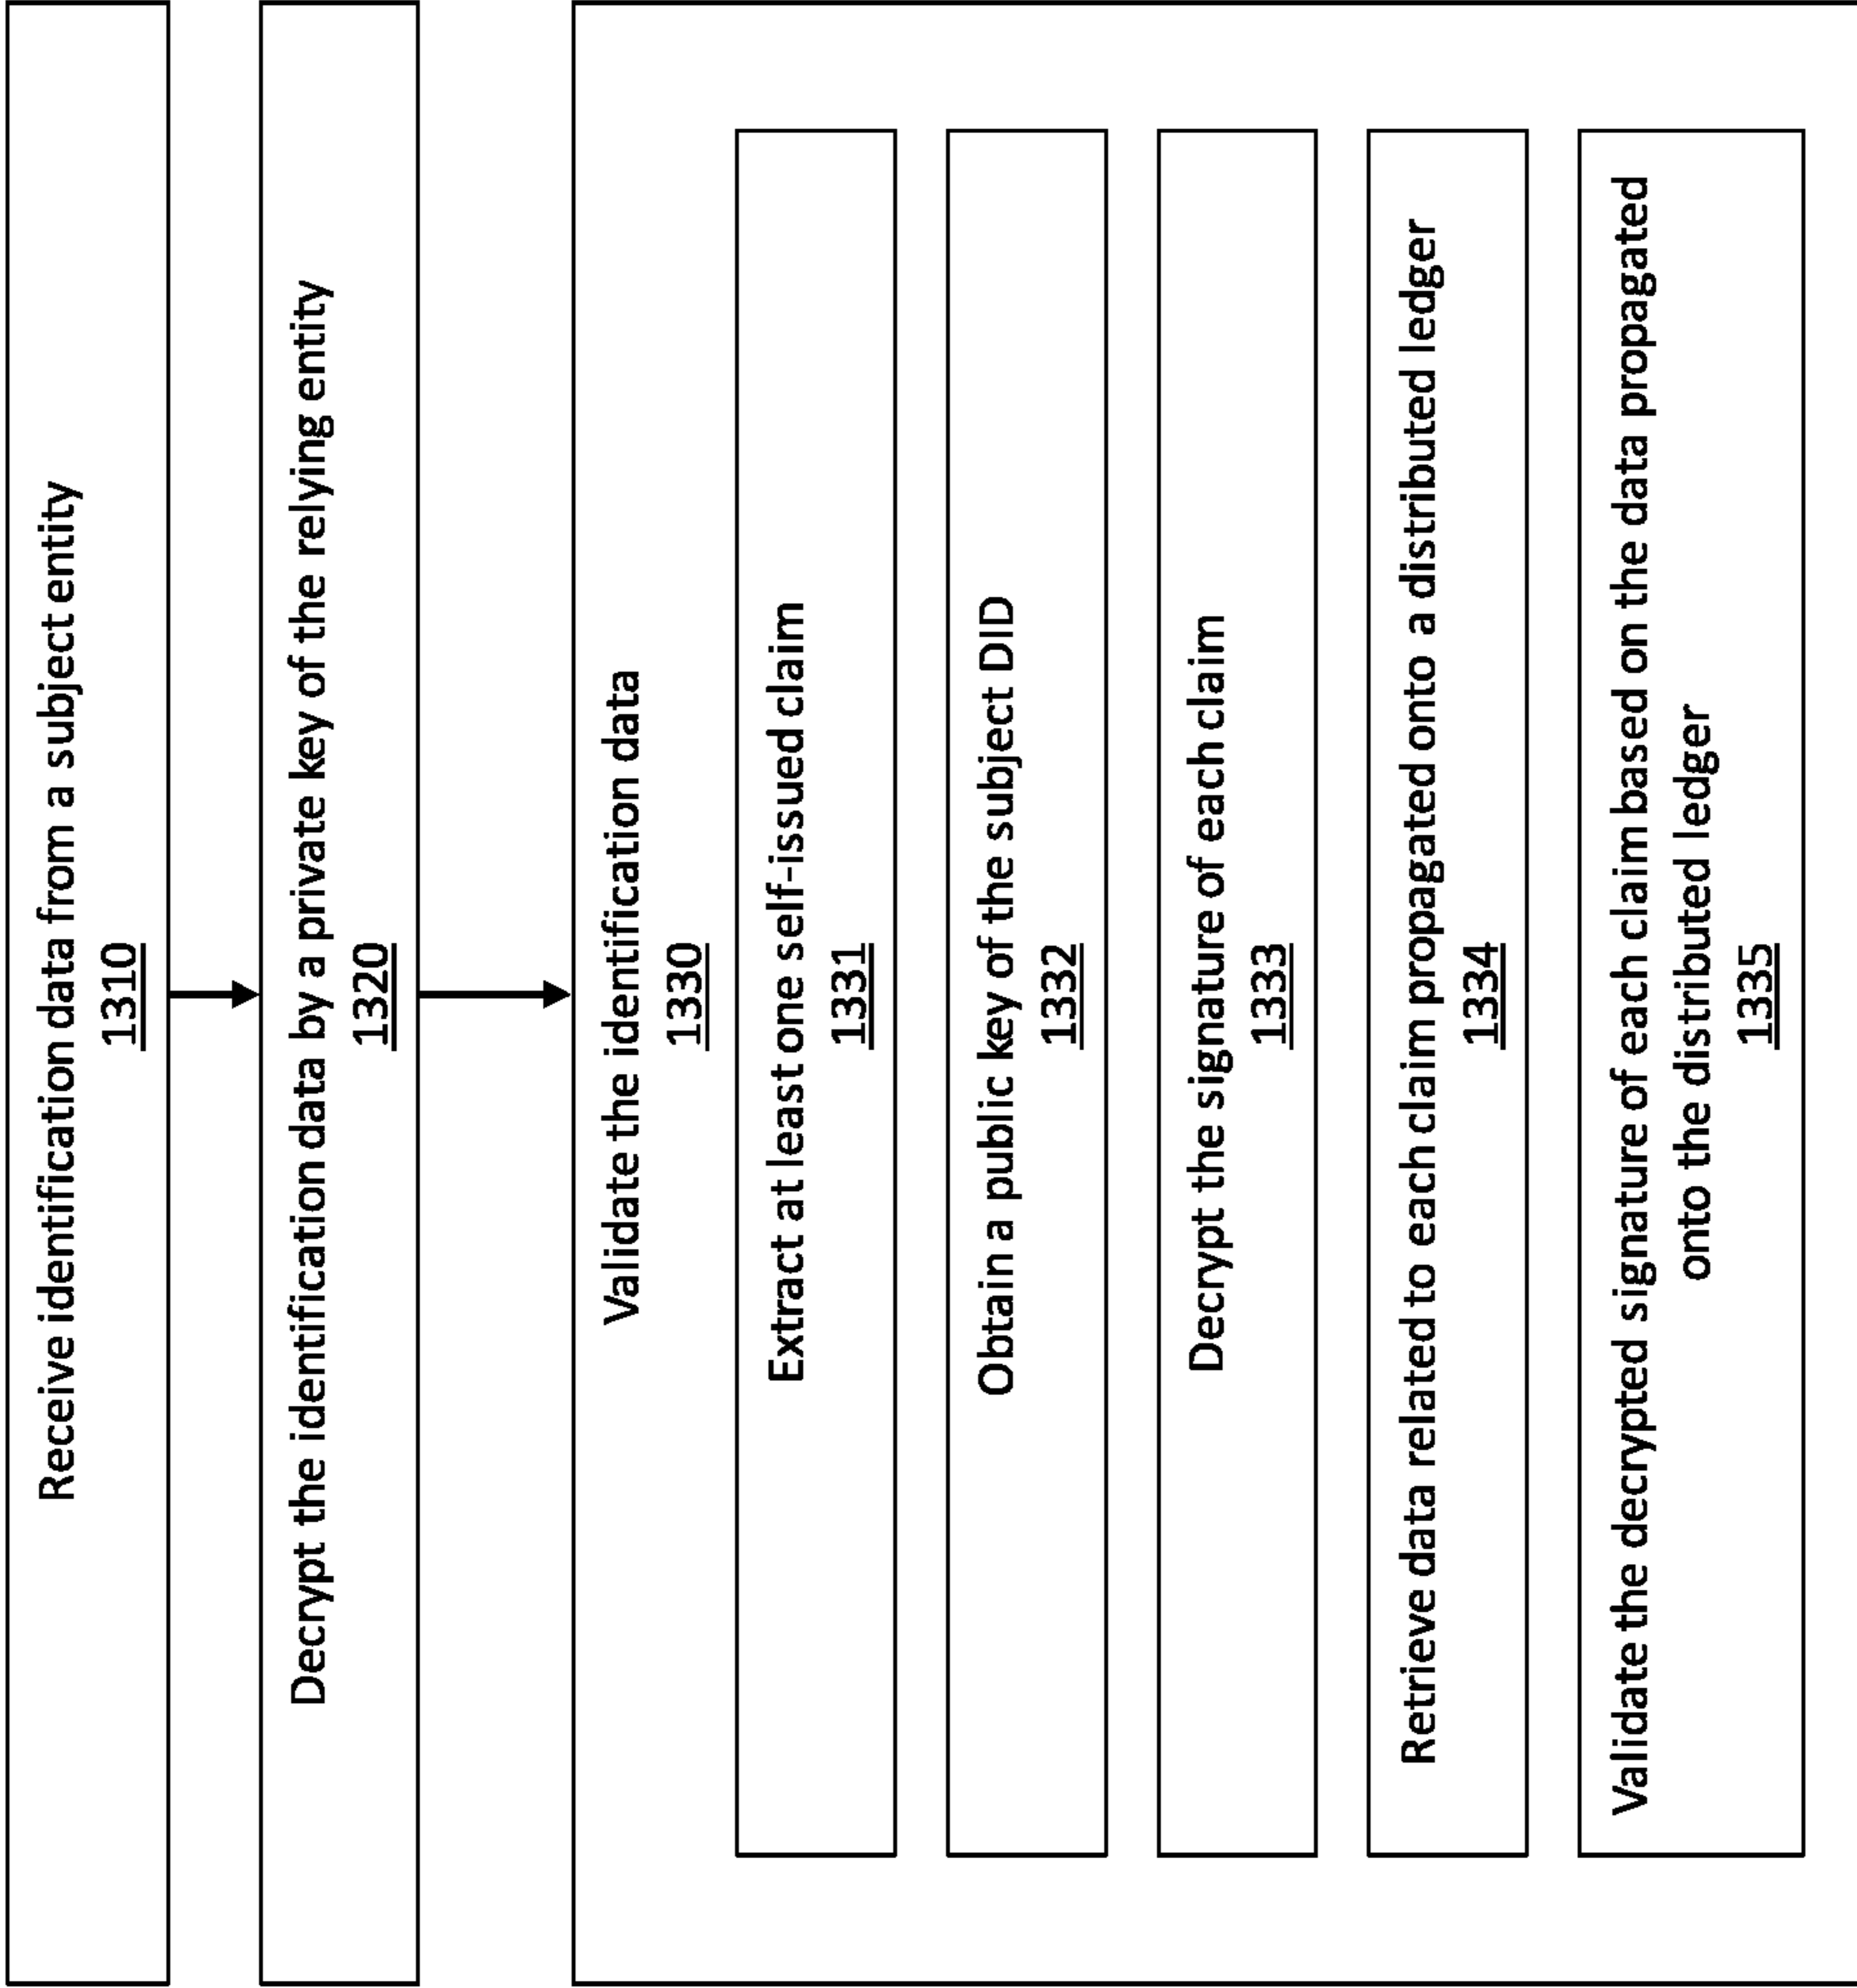 Receive identification data from a subject entity
1310
Decrypt the identification data by a private key of the relying entity
1320
Validate the identification data
1330
Extract at least one self-issued claim
1331
Obtain a public key of the subject DID
1332
Decrypt the signature of each claim
1333
Retrieve data related to each claim propagated onto a distributed ledger
1334
Validate the decrypted signature of each claim based on the data propagated
onto the distributed ledger
1335